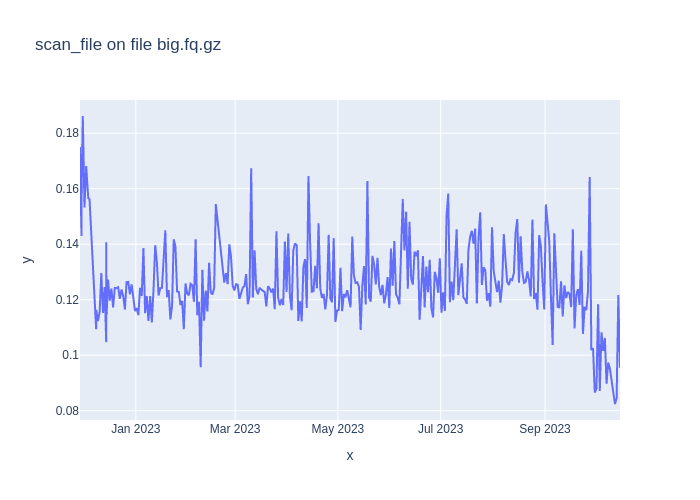 scan_file on file big.fq.gz
0.18
0.16
0.14
0.12
0.1
0.08
y
Jan 2023
Mar 2023
May 2023
Jul 2023
Sep 2023
x